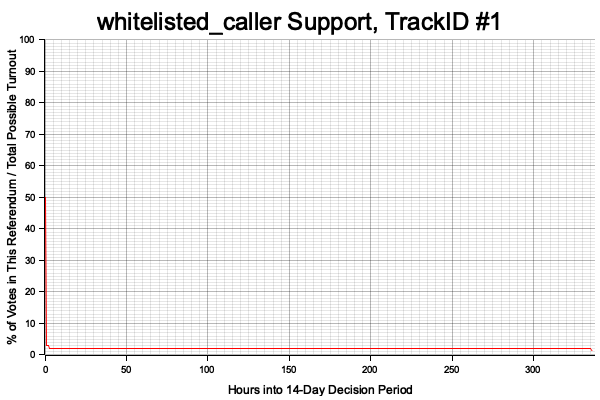 whitelisted_caller Support, TrackID #1
% of Votes in This Referendum / Total Possible Turnout
100
90
80
70
60
50
40
30
20
10
0
0 50 100 150 200 250 300
Hours into 14-Day Decision Period